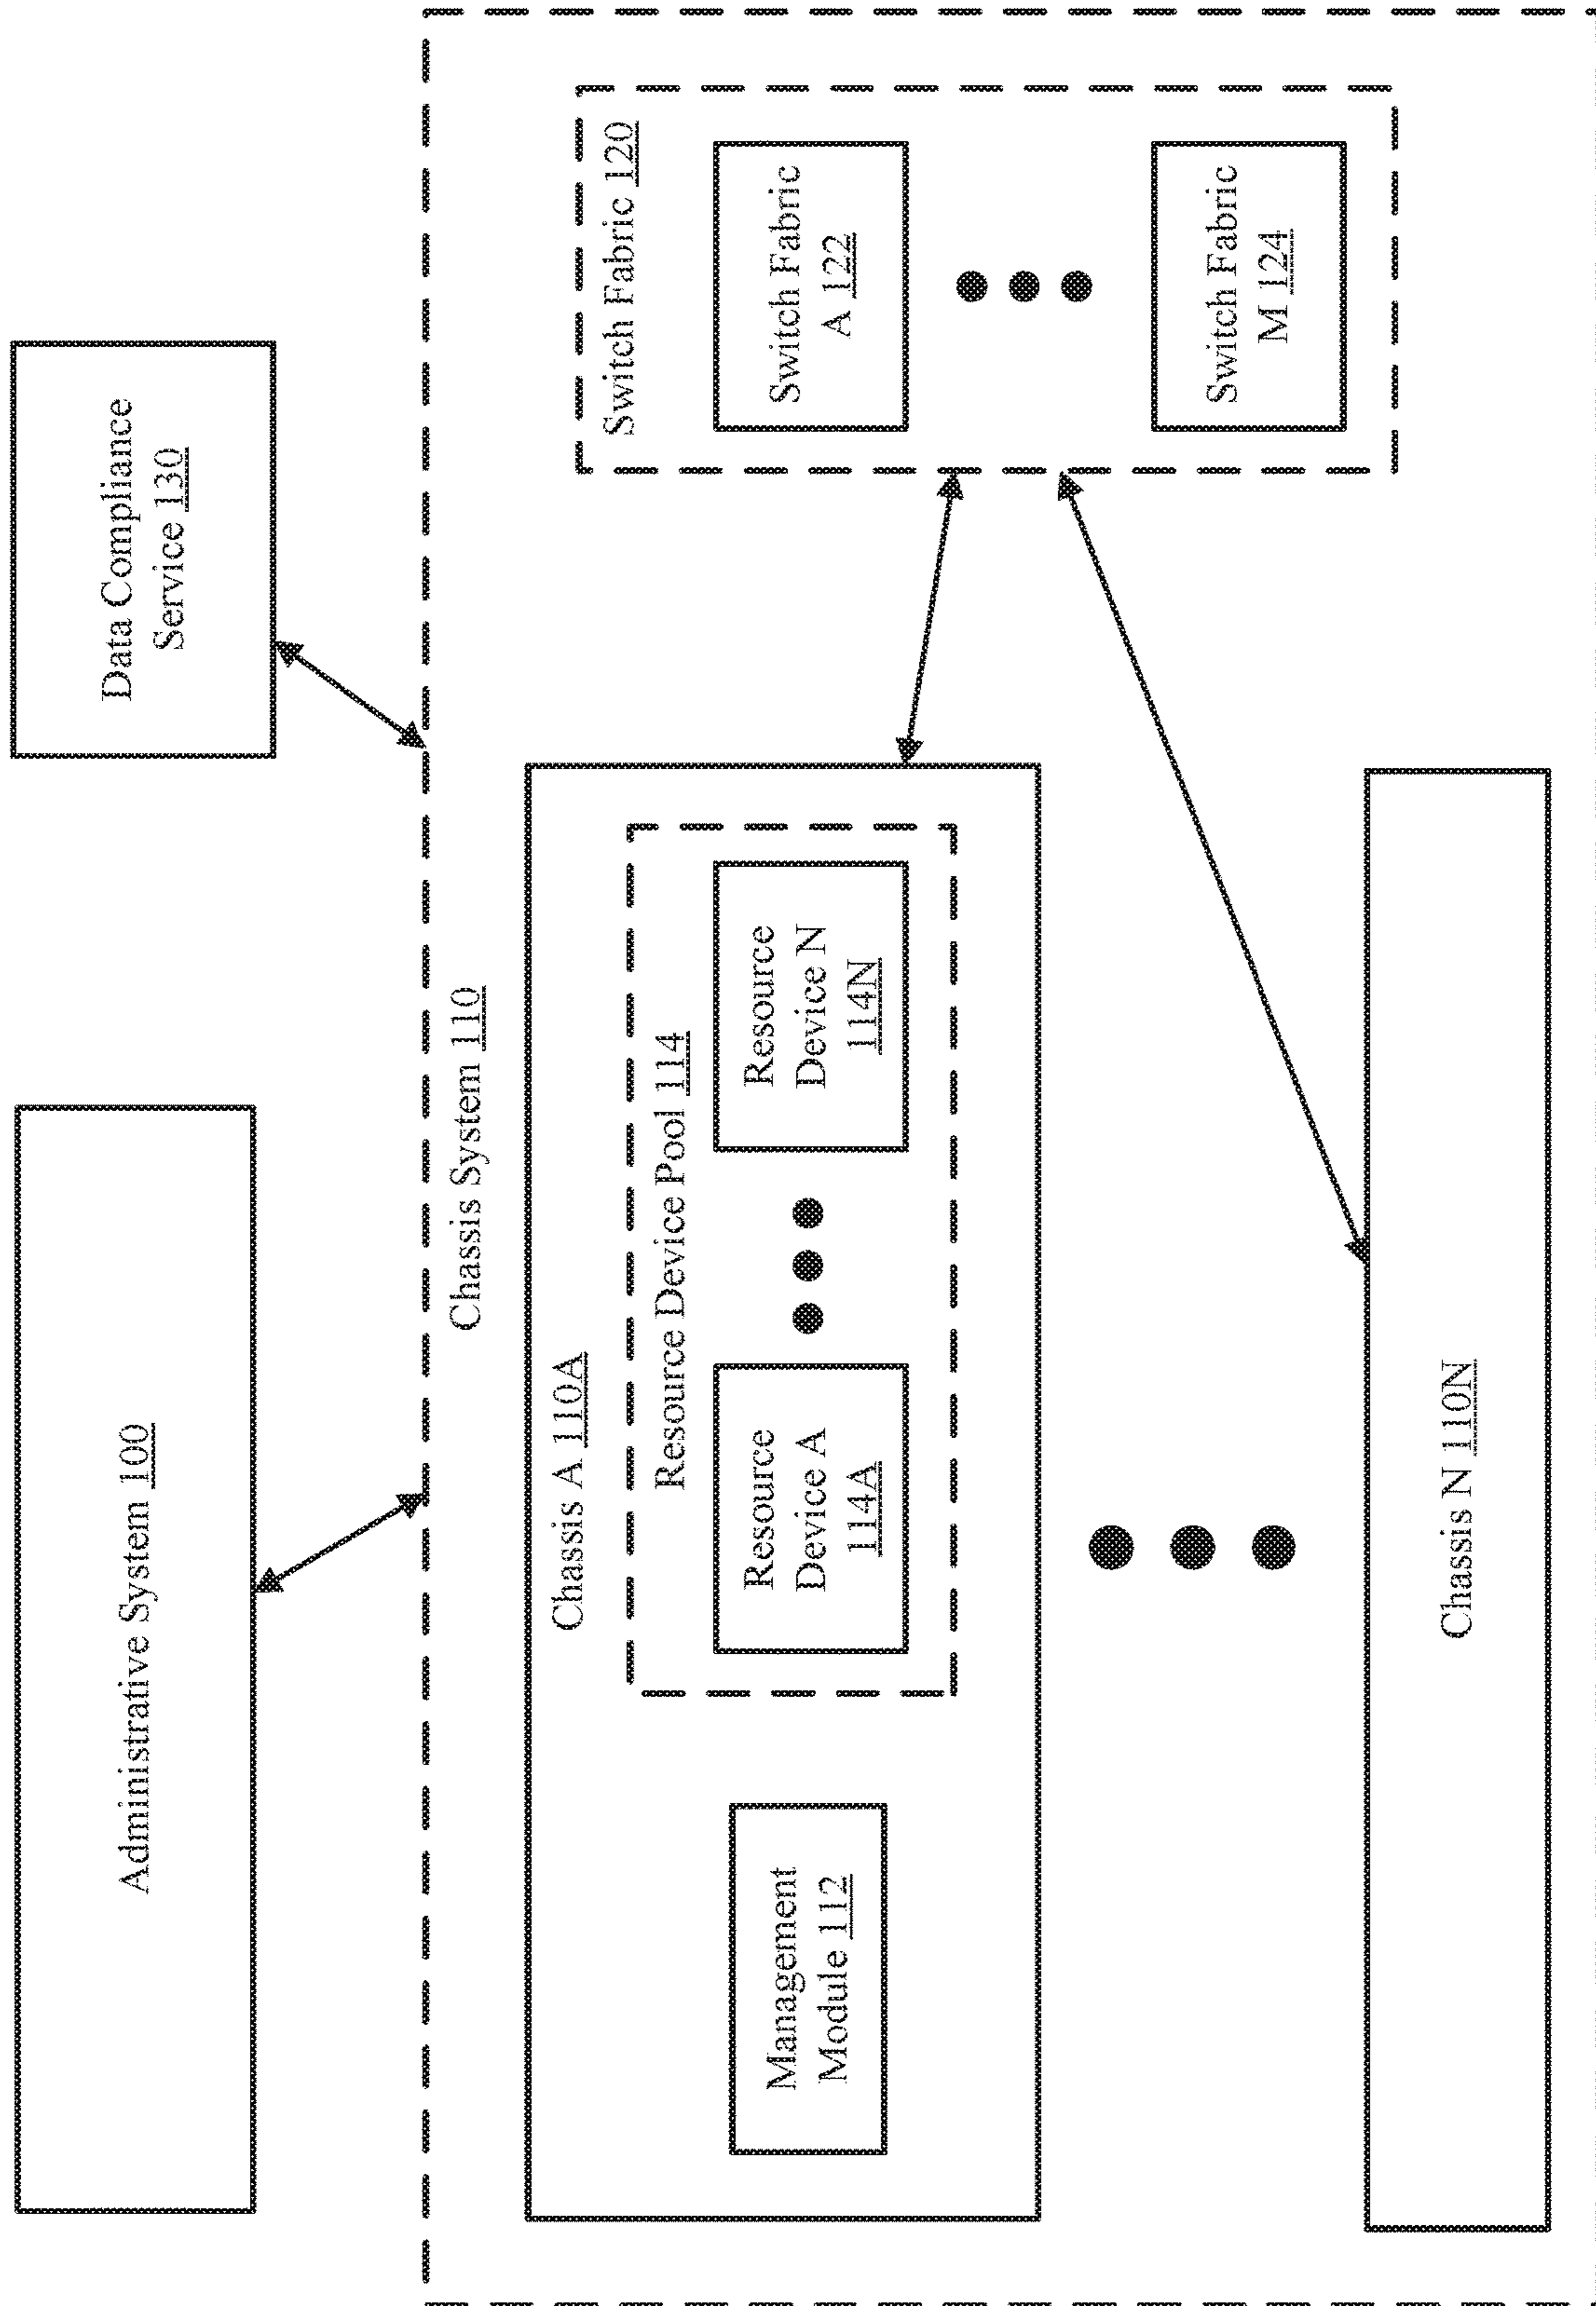 Administrative System 100
Data Compliance
Service 130
Chassis System 110
Chassis A 110A
Management
Module 112
Resource Device Pool 114
Resource
Device A
114A
Resource
Device N
114N
Switch Fabric 120
Switch Fabric
A 122
Switch Fabric
M 124
Chassis N 110N